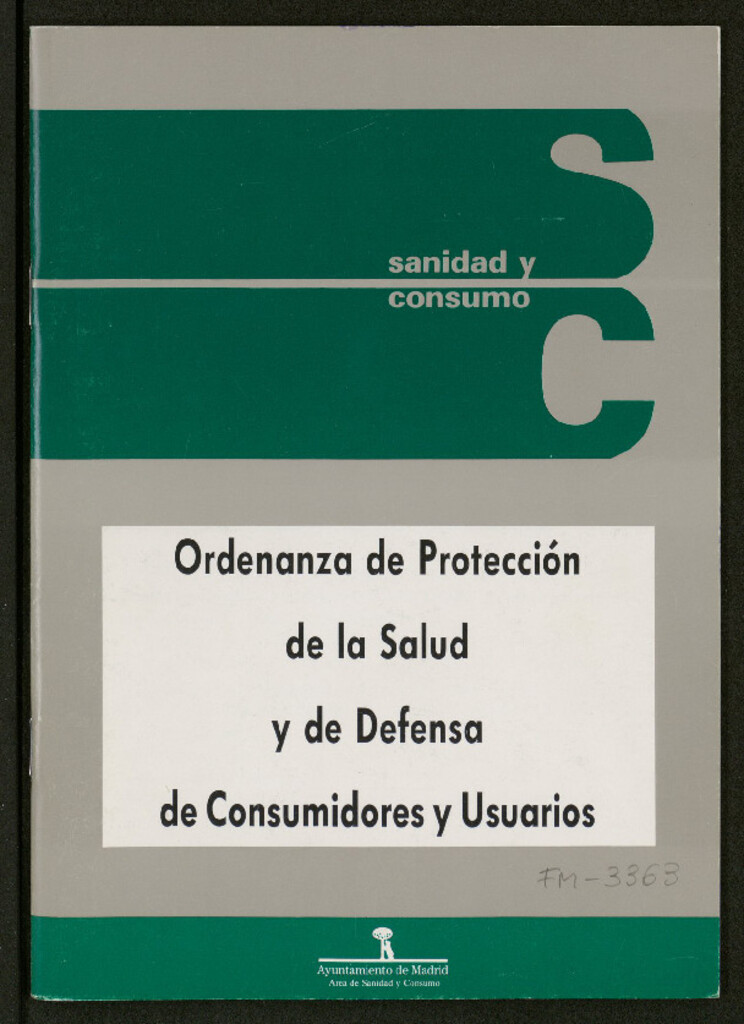 SC
sanidad y
consumo
Ordenanza de Protección
de la Salud
y de Defensa
de Consumidores y Usuarios
FM-3363
Ayuntamiento de Madrid
Area de Sanidad y Consumo